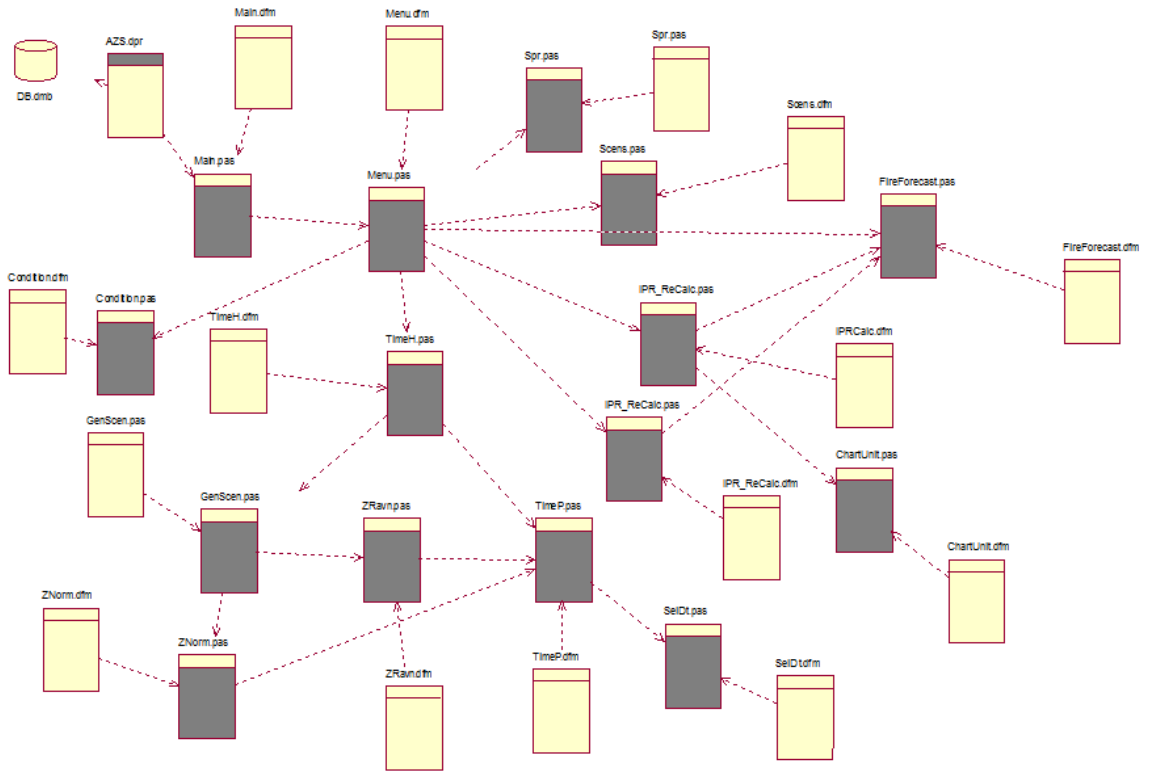 Main.dfm
Menu.dfm
AZS.dpr
Spr.pas
Spr.pas
DB.dmb
Scens.dfm
Main.pas
Scens.pas
Menu.pas
FireForecast.pas
FireForecast.dfm
Condition.dfm
Condition.pas
IPR_ReCalc.pas
TimeH.dfm
IPRCalc.dfm
TimeH.pas
IPR_ReCalc.pas
GenScen.pas
ChartUnit.pas
IPR_ReCalc.dfm
GenScen.pas
ZRavn.pas
TimeP.pas
ChartUnit.dfm
ZNorm.dfm
SelDt.pas
ZNorm.pas
TimeP.dfm
SelDt.dfm
ZRavn.dfm